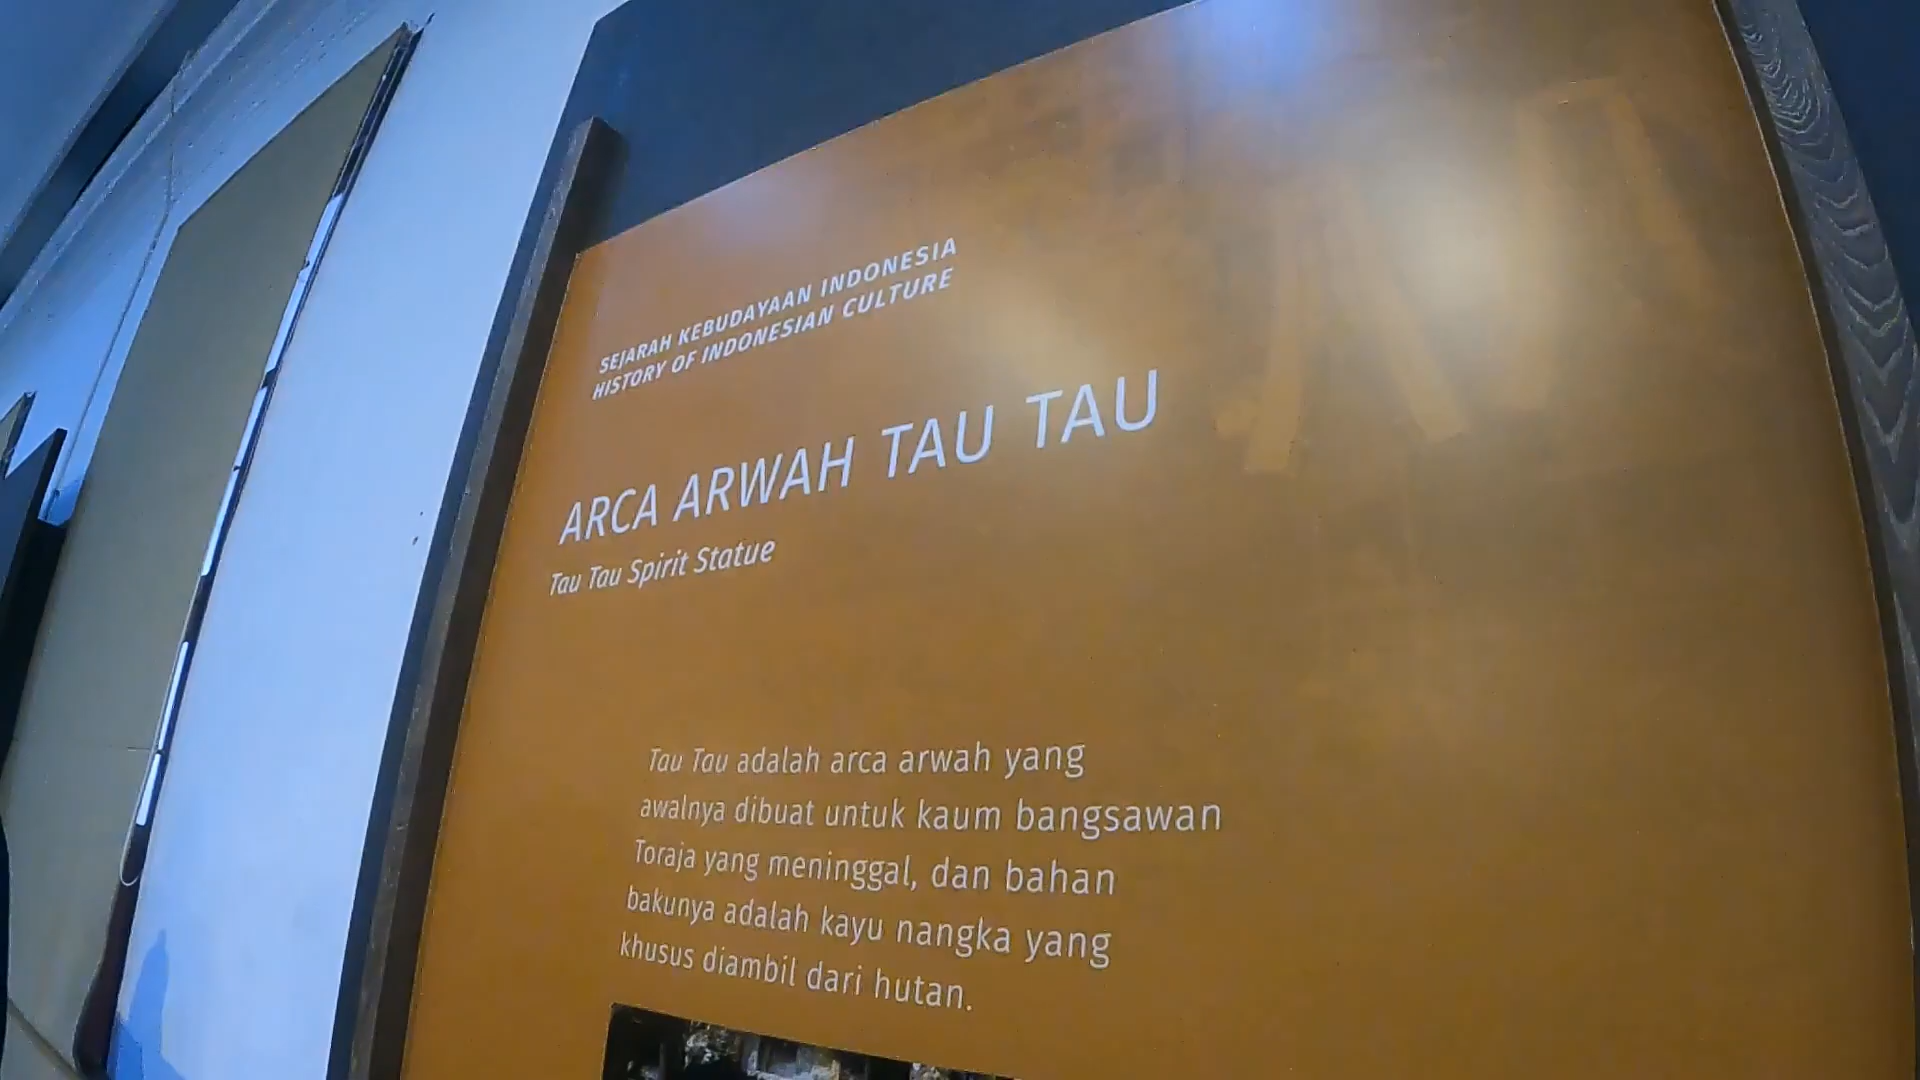 SEJARAH KEBUDAYAAN INDONESIA
HISTORY OF INDONESIAN CULTURE
ARCA ARWAH TAU TAU
Tau Tau Spirit Statue
Tau Tau adalah arca arwah yang
awalnya dibuat untuk kaum bangsawan
Toraja yang meninggal, dan bahan
bakunya adalah kayu nangka yang
khusus diambil dari hutan.